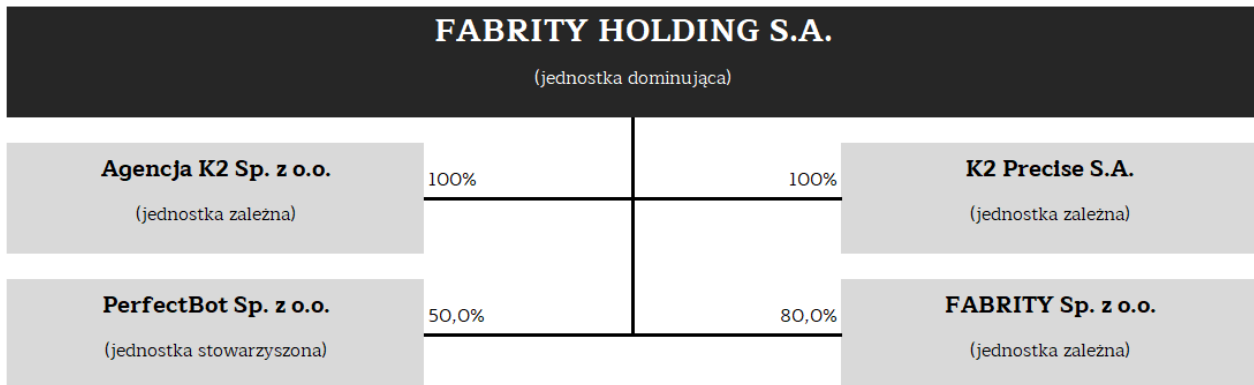 FABRITY HOLDING S.A.
(jednostka dominująca)
Agencja K2 Sp. z o.o.
(jednostka zależna)
100%
100%
K2 Precise S.A.
(jednostka zależna)
PerfectBot Sp. z o.o.
(jednostka stowarzyszona)
50,0%
80,0%
FABRITY Sp. z o.o.
(jednostka zależna)